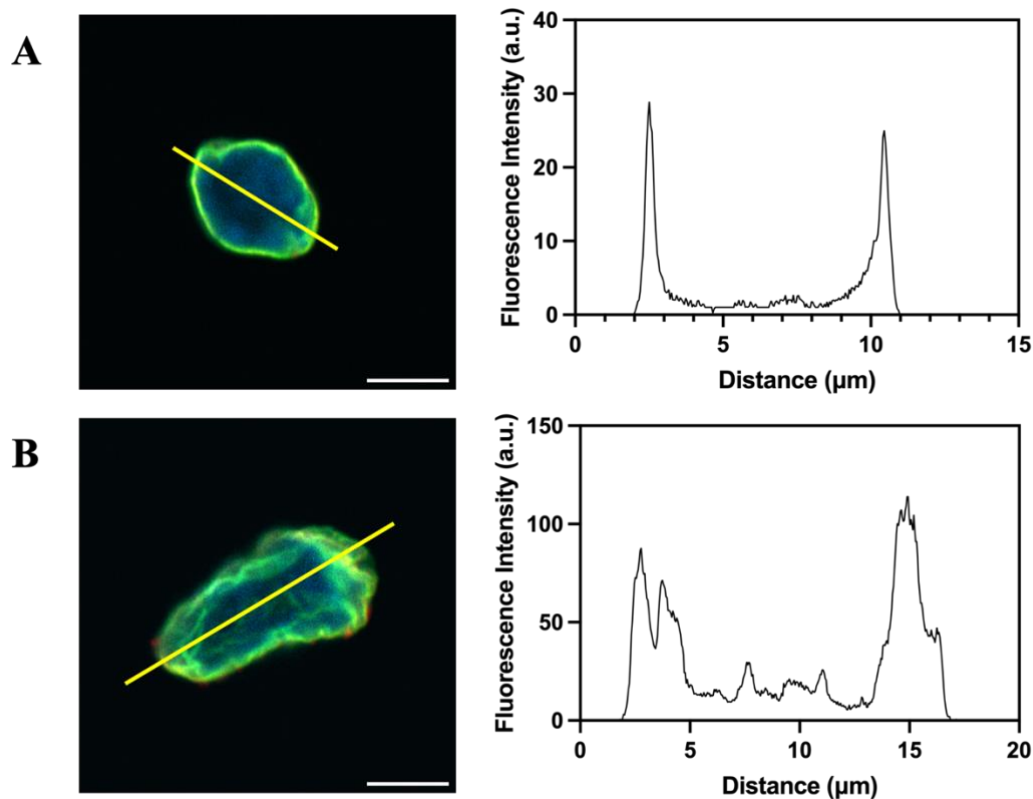 A
Fluorescence Intensity (a.u.)
40
30
20
10
0
0 5 10 15
Distance (µm)
B
Fluorescence Intensity (a.u.)
150
100
50
0
0 5 10 15 20
Distance (µm)